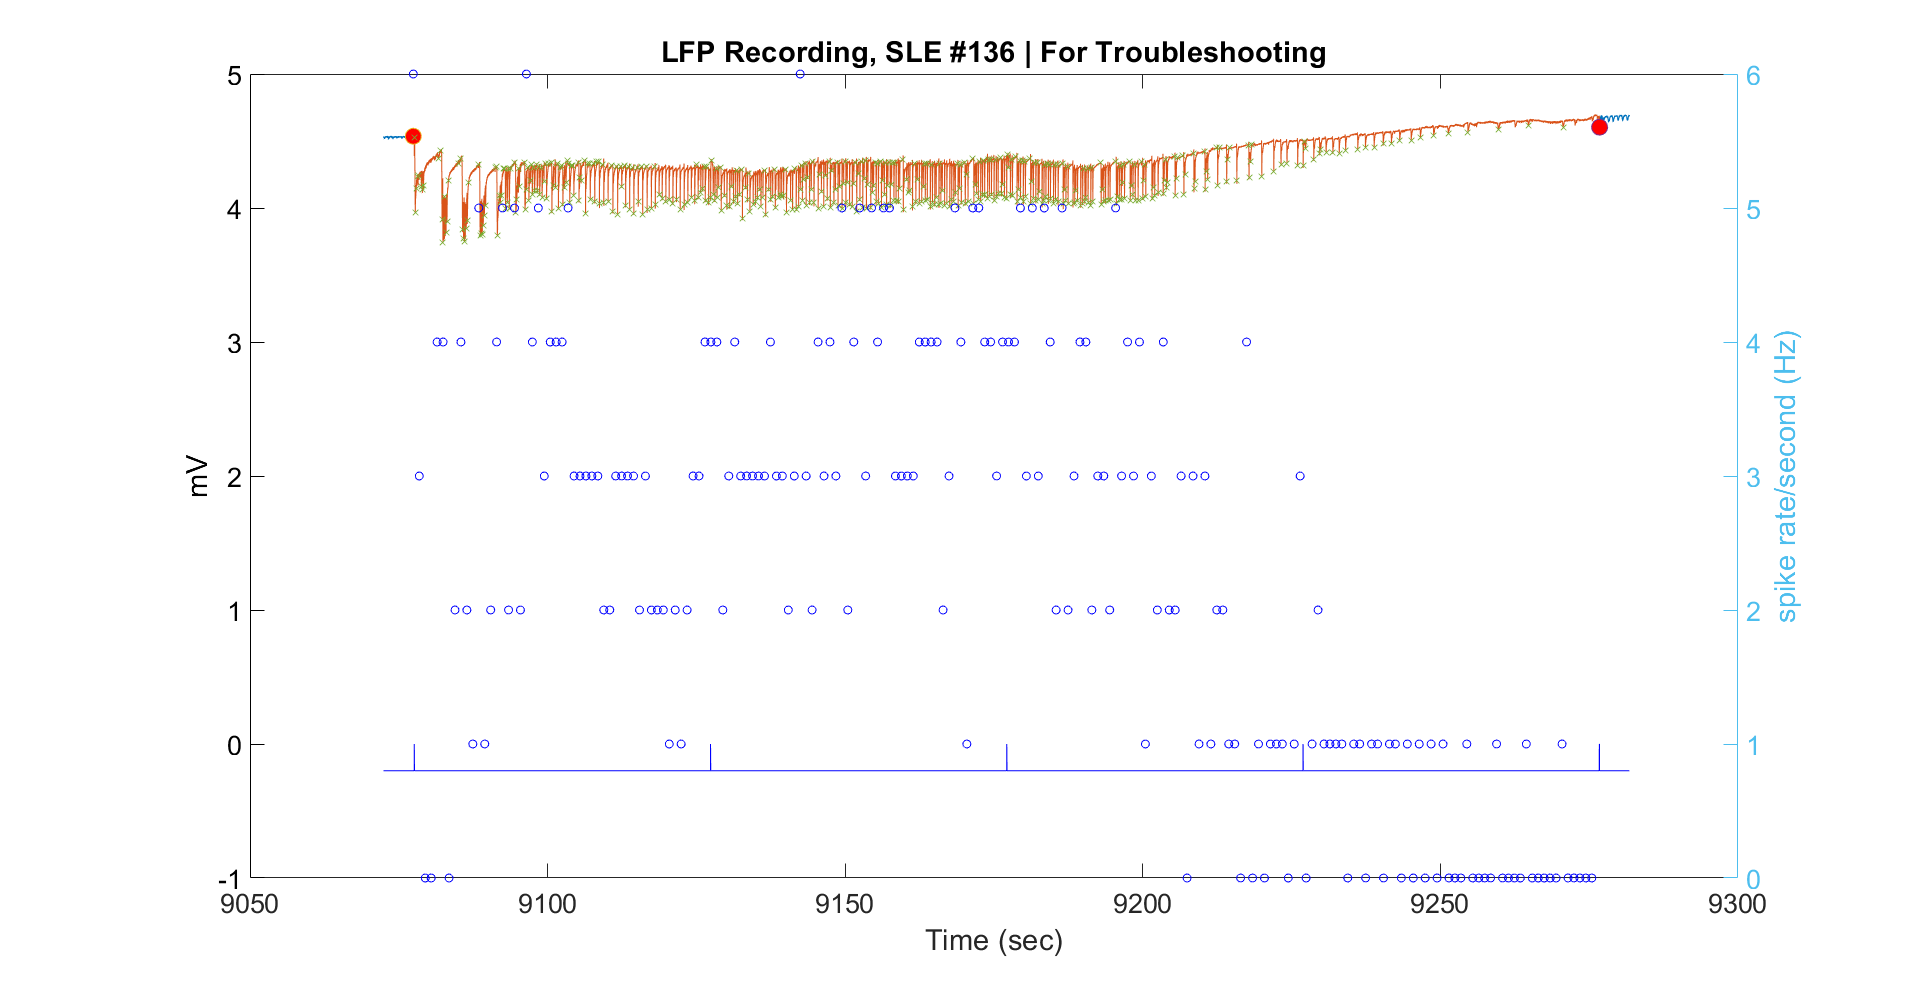 LFP Recording, SLE #136 | For Troubleshooting
5
4
3
2
1
0
-1
mV
6
5
4
3
2
1
0
spike rate/second (Hz)
9050 9100 9150 9200 9250 9300
Time (sec)